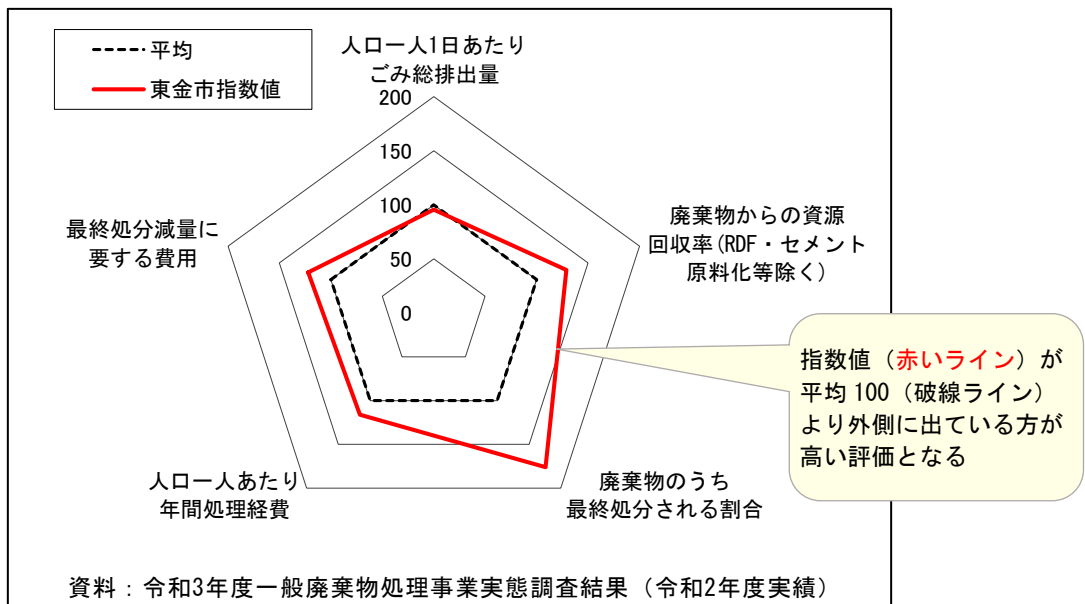 平均
東金市指数値
人口一人1日あたり
ごみ総排出量
200
150
100
50
0
廃棄物からの資源
回収率(RDF・セメント
原料化等除く)
廃棄物のうち
最終処分される割合
人口一人あたり
年間処理経費
最終処分減量に
要する費用
指数値（赤いライン）が
平均100（破線ライン）
より外側に出ている方が
高い評価となる
資料：令和3年度一般廃棄物処理事業実態調査結果（令和2年度実績）